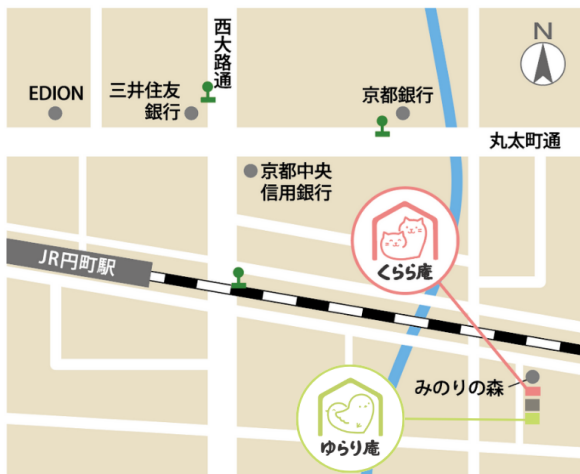 西大路通
N
EDION
三井住友
銀行
京都銀行
丸太町通
京都中央
信用銀行
くらら庵
JR円町駅
みのりの森
ゆらり庵